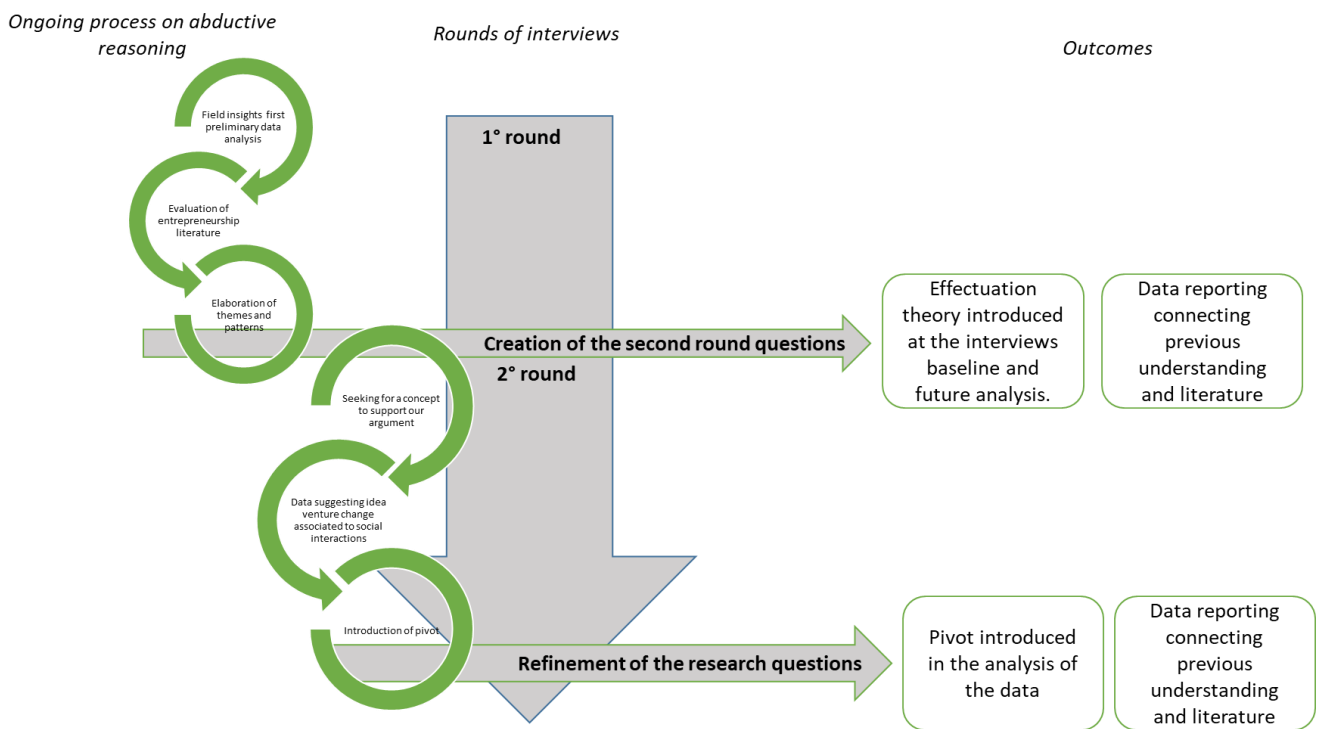 Ongoing process on abductive
reasoning
Rounds of interviews
Outcomes
Field insights first
preliminary data
analysis
Evaluation of
entrepreneurship
literature
Elaboration of
themes and
patterns
1° round
Creation of the second round questions
2° round
Effectuation
theory introduced
at the interviews
baseline and
future analysis.
Data reporting
connecting
previous
understanding
and literature
Seeking for a concept
to support our
argument
Data suggesting idea
venture change
associated to social
interactions
Introduction of pivot
Refinement of the research questions
Pivot introduced
in the analysis of
the data
Data reporting
connecting
previous
understanding
and literature